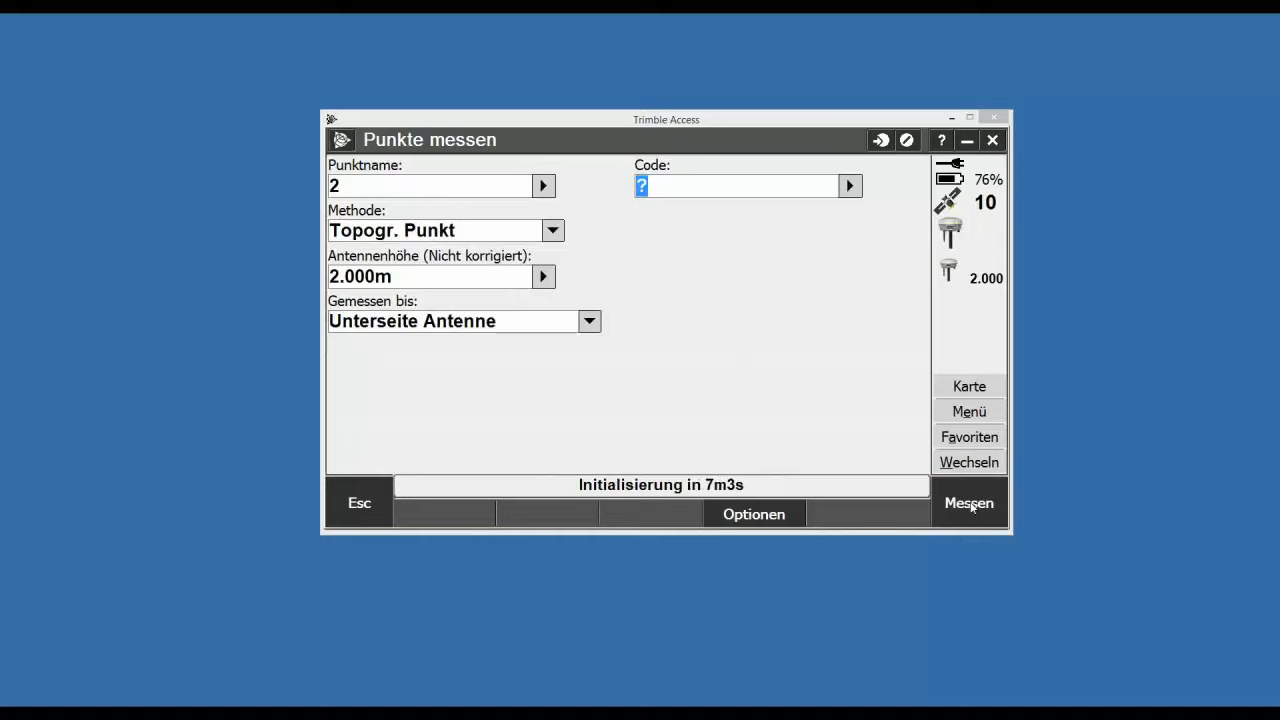 Trimble Access
Punkte messen
?
Punktname:
Code:
2
?
76%
10
Methode:
Topogr. Punkt
Antennenhöhe (Nicht korrigiert):
2.000m
2.000
Gemessen bis:
Unterseite Antenne
Karte
Menü
Favoriten
Wechseln
Initialisierung in 7m3s
Esc
Optionen
Messen